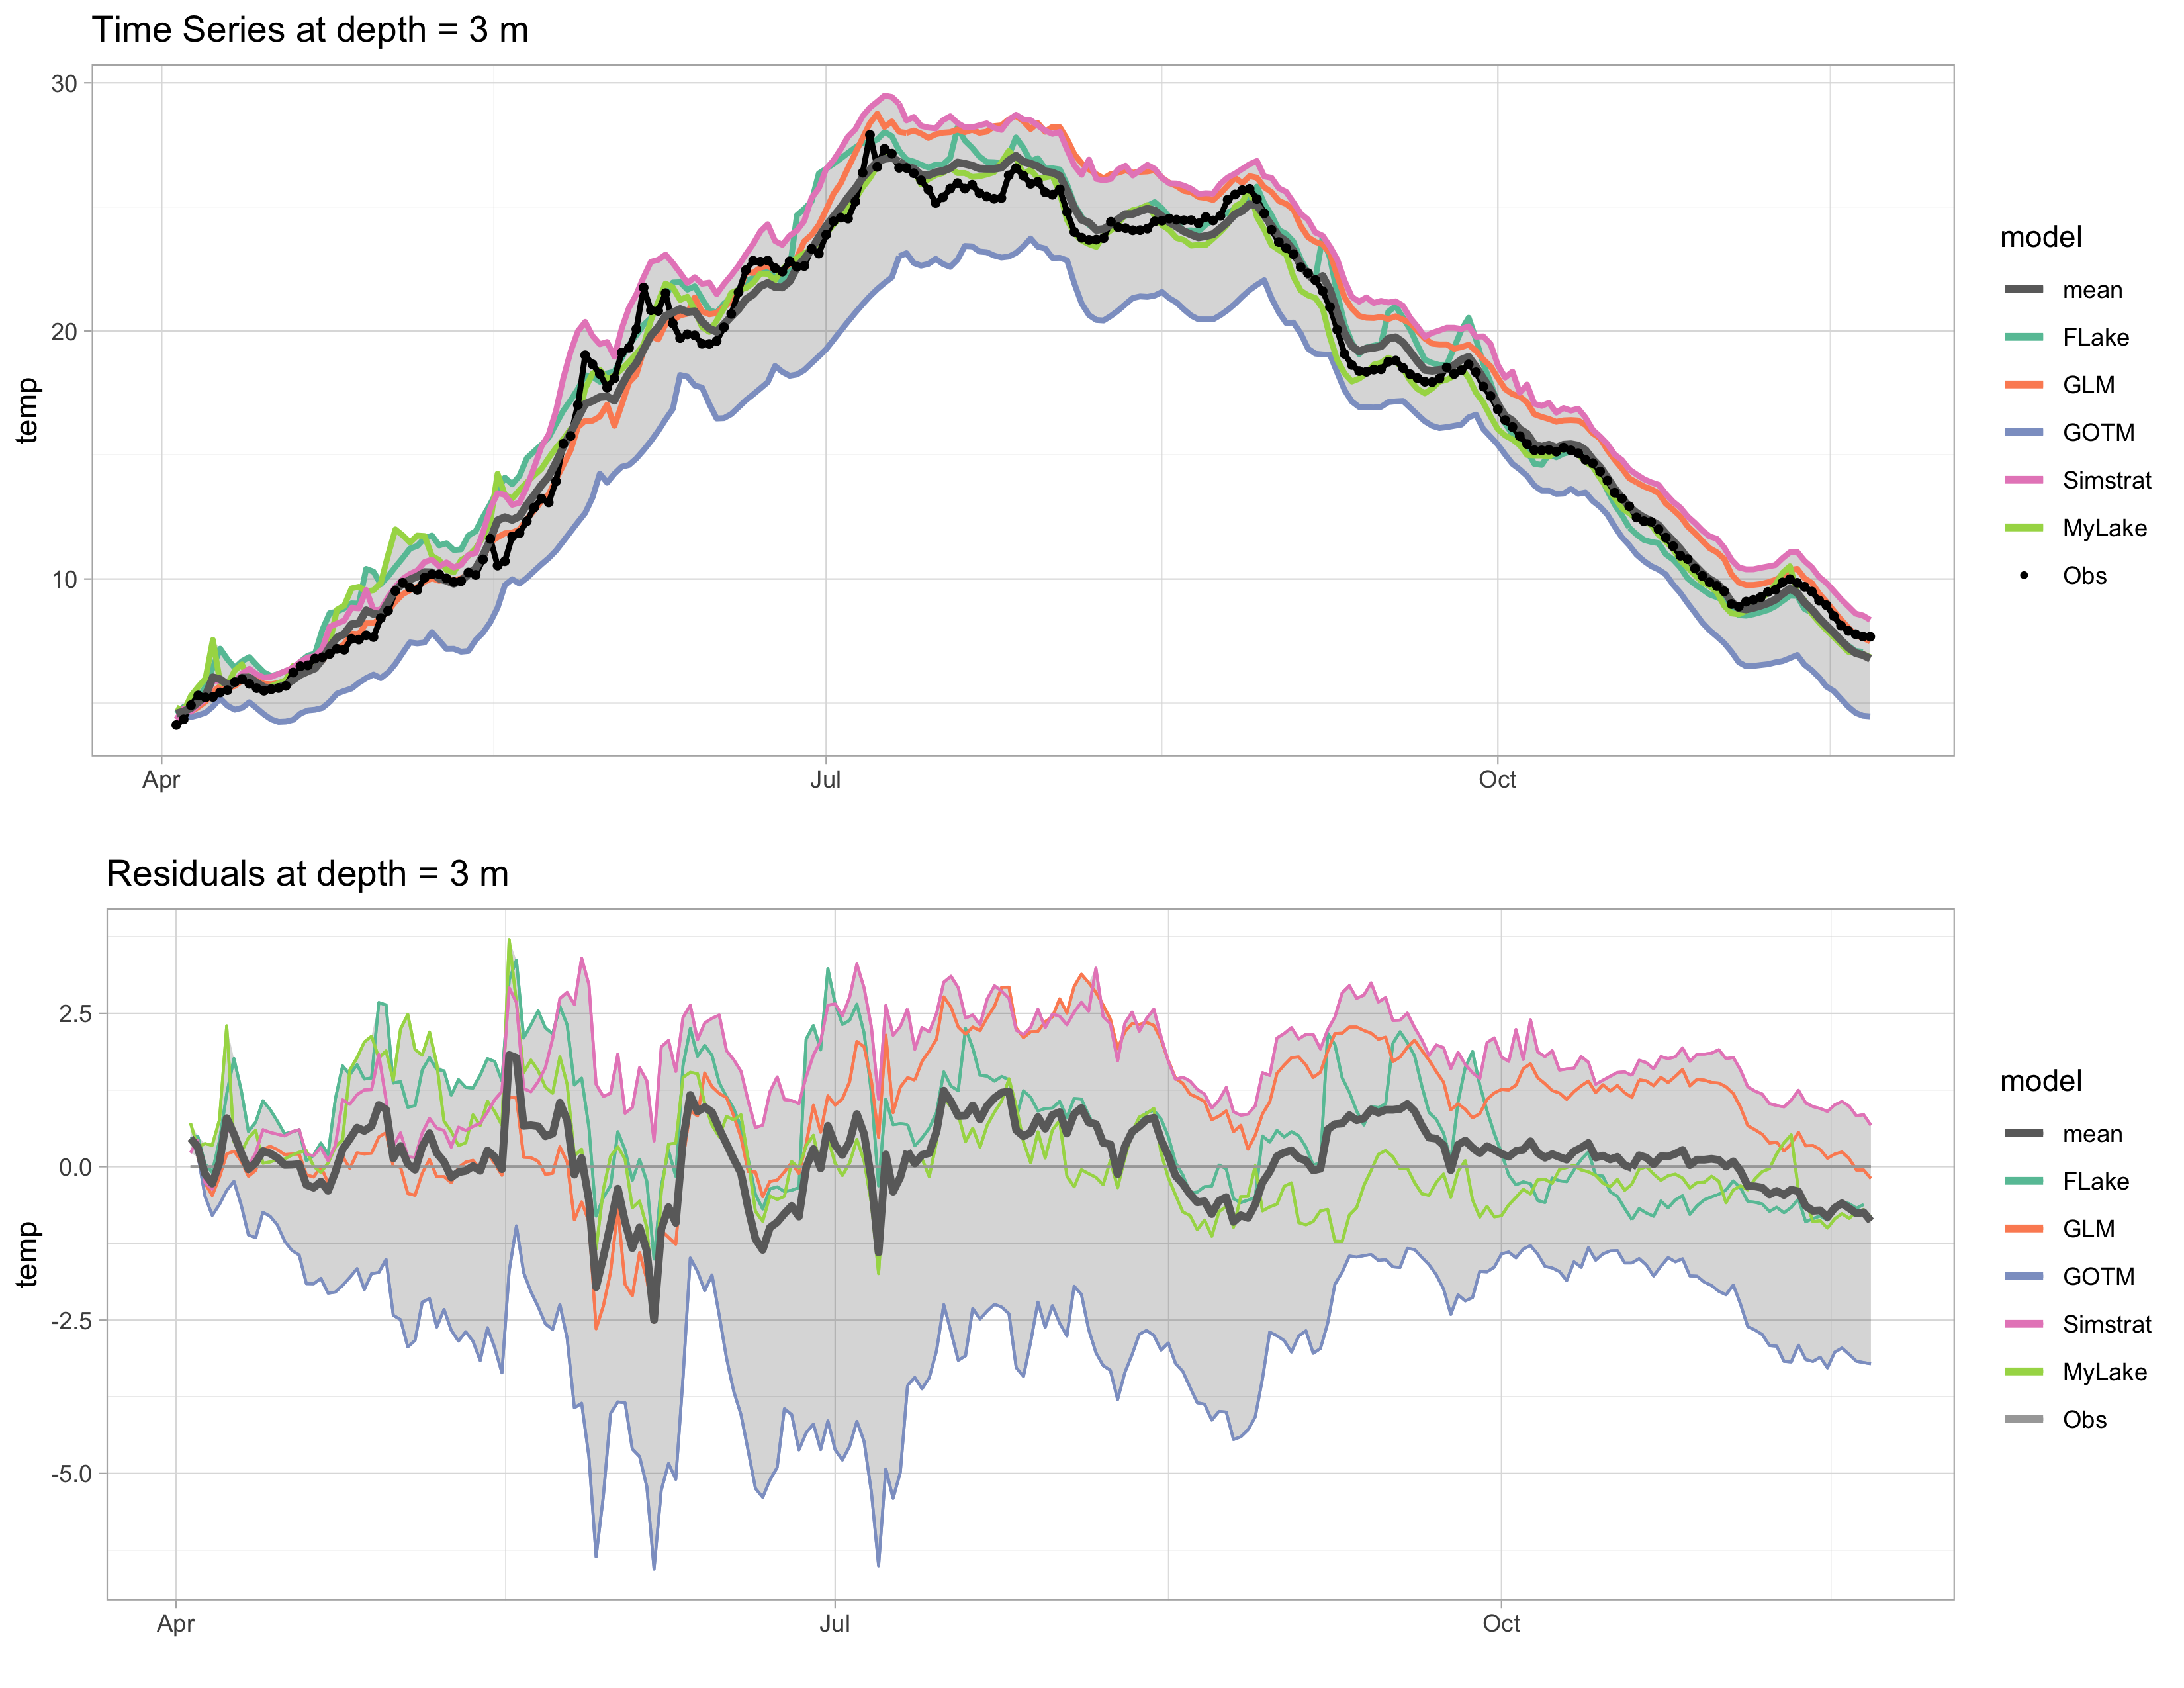 Time Series at depth = 3 m
30
20
10
temp
Apr
Jul
Oct
model
mean
FLake
GLM
GOTM
Simstrat
MyLake
Obs
Residuals at depth = 3 m
2.5
0.0
-2.5
-5.0
temp
Apr
Jul
Oct
model
mean
FLake
GLM
GOTM
Simstrat
MyLake
Obs